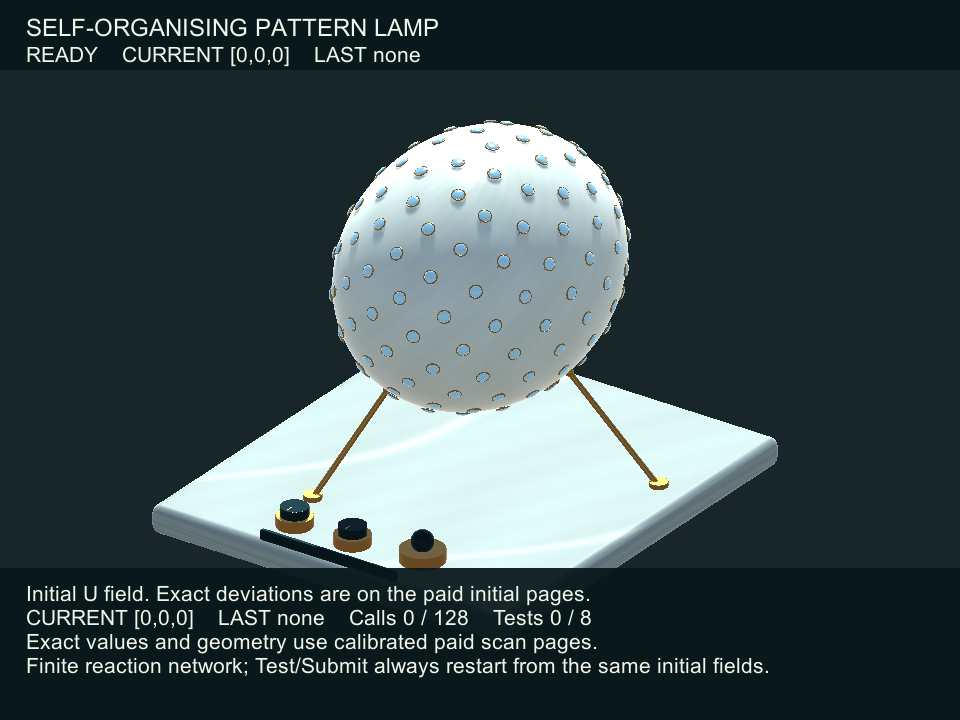 SELF-ORGANISING PATTERN LAMP
READY CURRENT [0,0,0] LAST none
Initial U field. Exact deviations are on the paid initial pages.
CURRENT [0,0,0] LAST none Calls 0 / 128 Tests 0 / 8
Exact values and geometry use calibrated paid scan pages.
Finite reaction network; Test/Submit always restart from the same initial fields.